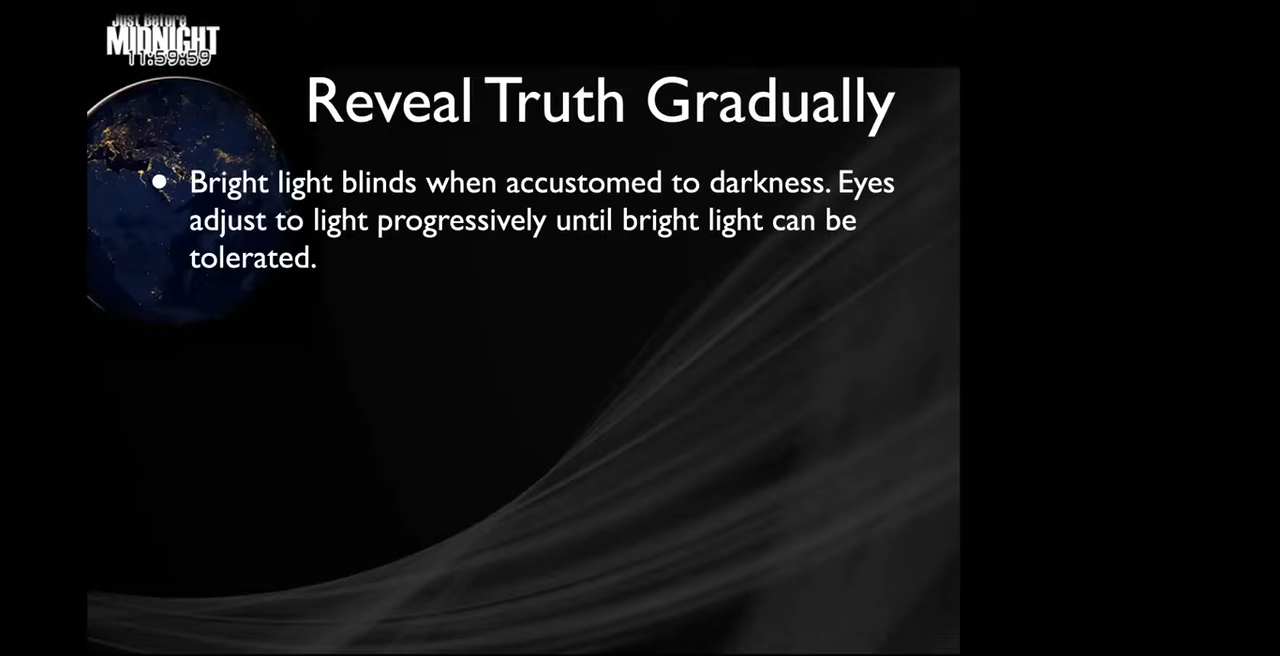 Just Before
MIDNIGHT
11:59:59
Reveal Truth Gradually
• Bright light blinds when accustomed to darkness. Eyes
adjust to light progressively until bright light can be
tolerated.